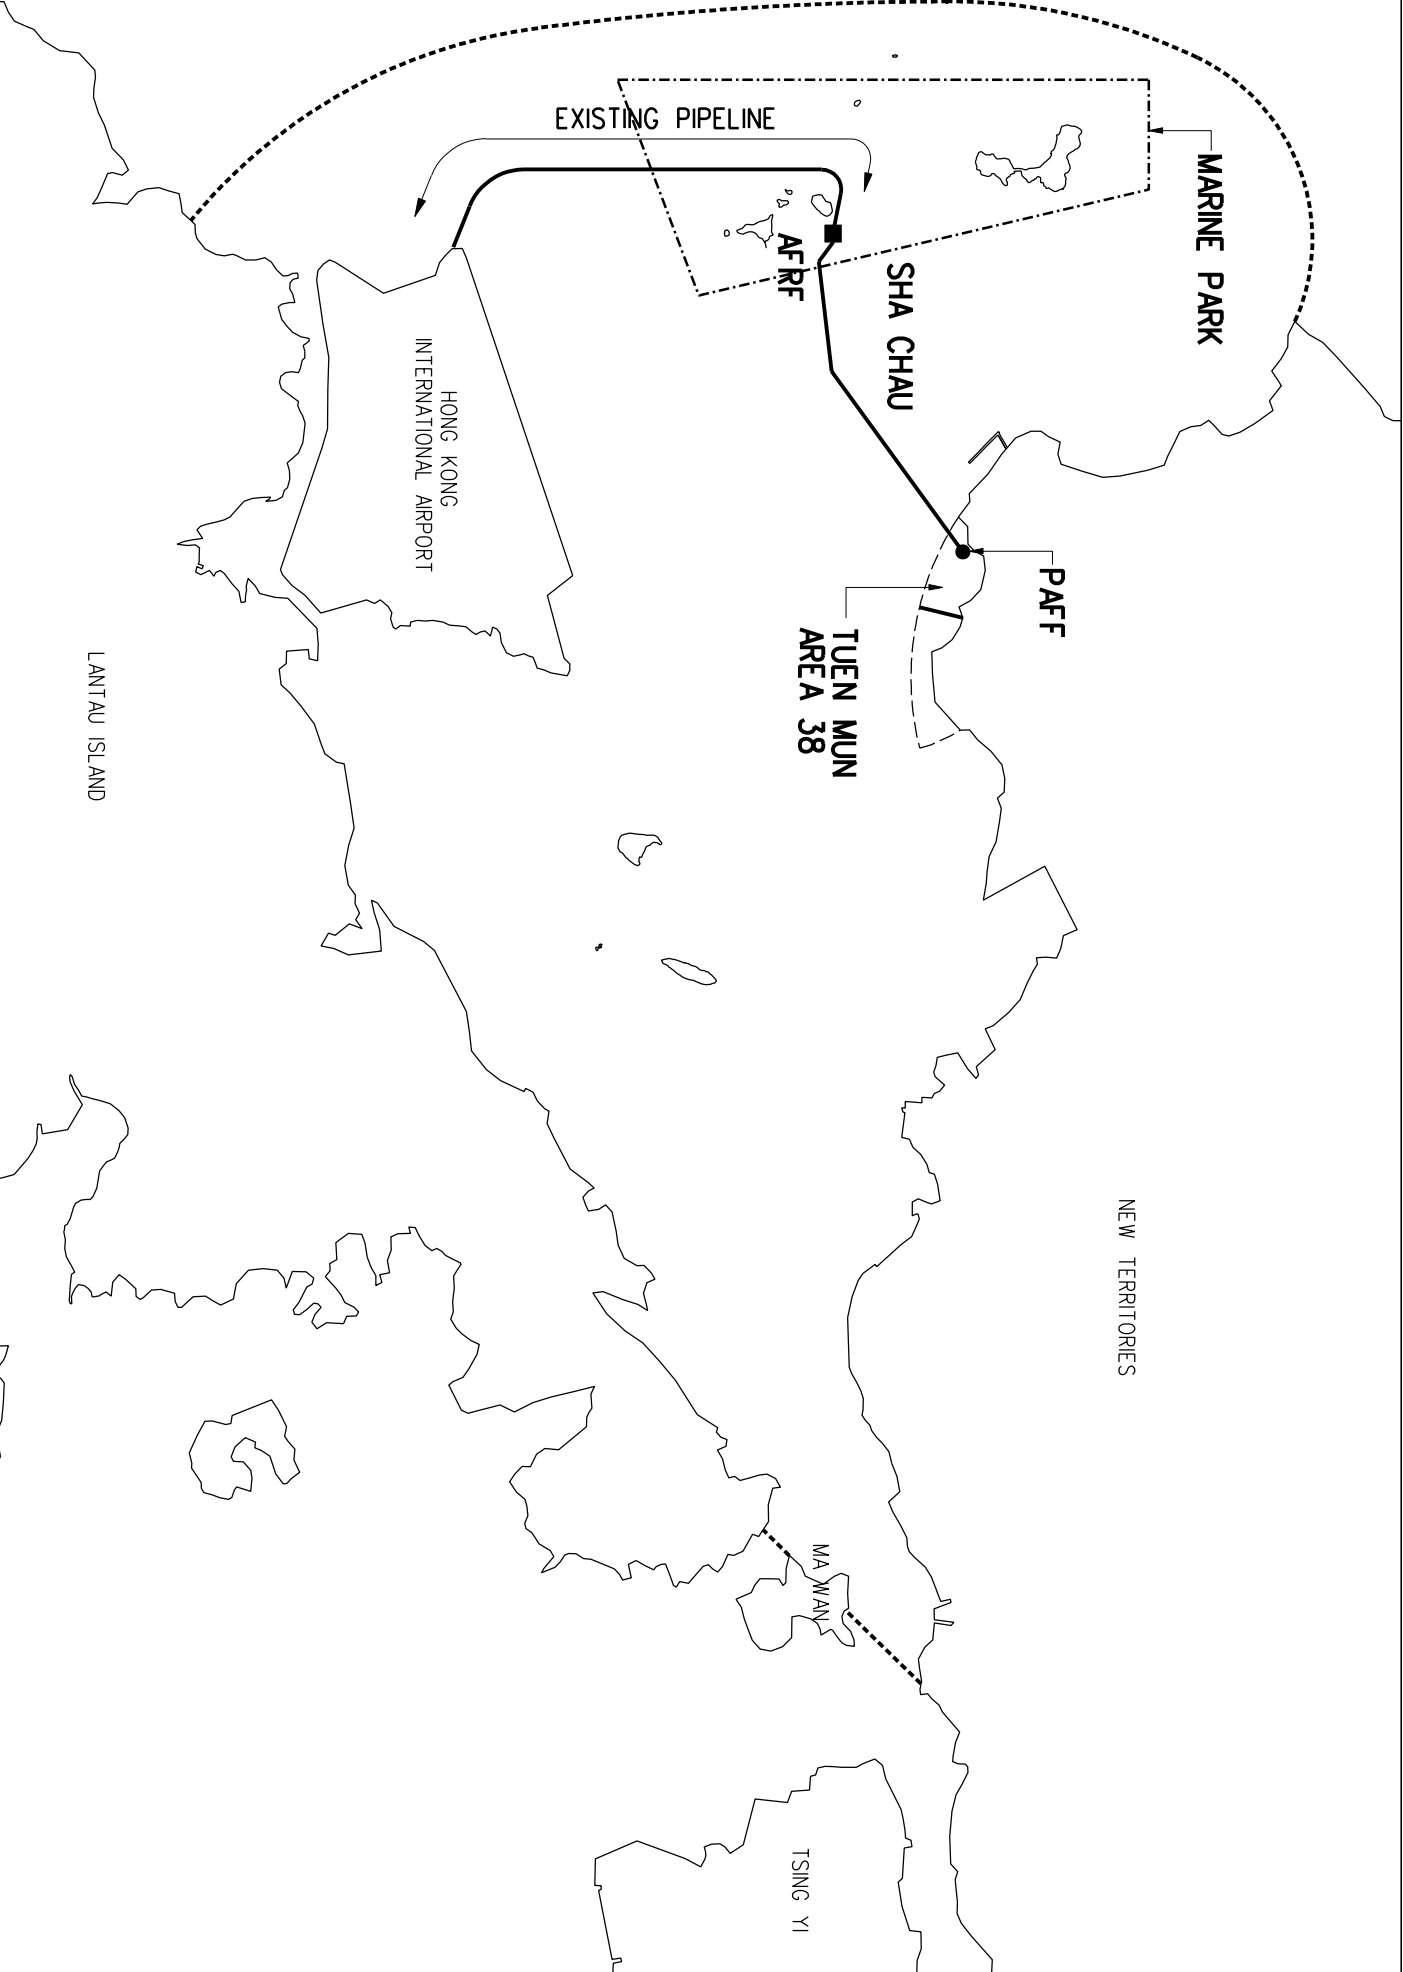 EXISTING PIPELINE
MARINE PARK
SHA CHAU
AFRF
PAFF
TUEN MUN
AREA 38
HONG KONG
INTERNATIONAL AIRPORT
LANTAU ISLAND
NEW TERRITORIES
MA WAN
TSING YI